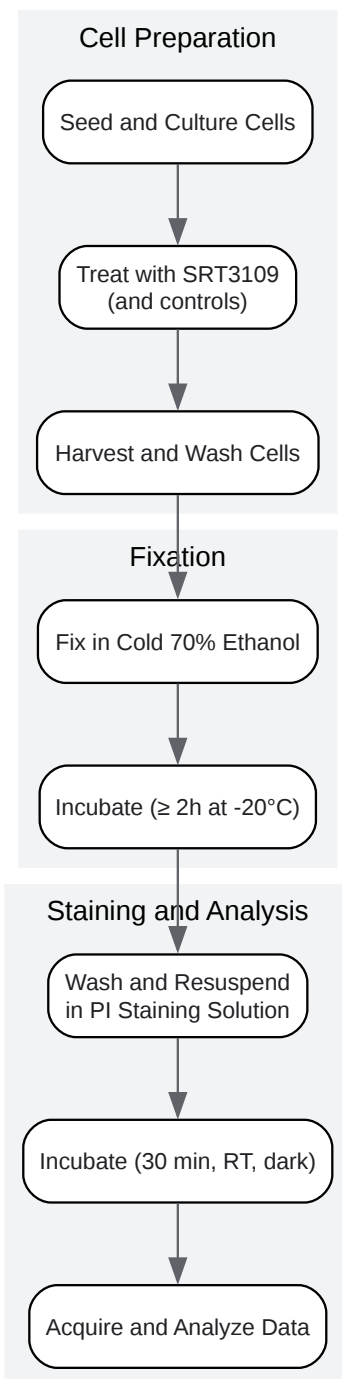 Cell Preparation
Seed and Culture Cells
Treat with SRT3109
(and controls)
Harvest and Wash Cells
Fixation
Fix in Cold 70% Ethanol
Incubate (≥ 2h at -20°C)
Staining and Analysis
Wash and Resuspend
in PI Staining Solution
Incubate (30 min, RT, dark)
Acquire and Analyze Data